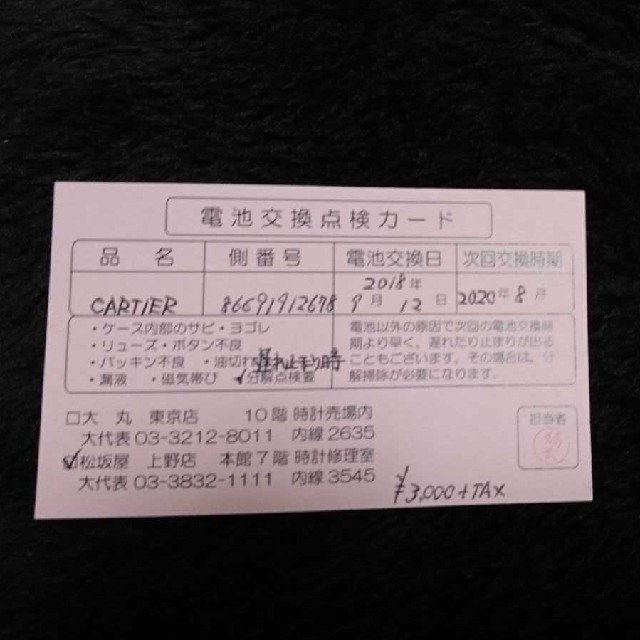 電池交換点検カード
品 名 側番号 電池交換日 次回交換時期
CARTIER 86691912678 2018年 9月 12日 2020年 8月
・ケース内部のサビ・ヨゴレ
・リューズ・ボタン不良
・パッキン不良 ・油切れ 遅れ止まり時
・漏液 ・磁気帯び ✓分解点検要
電池以外の原因で次回の電池交換時
期より早く、遅れたり止まりが出る
こともございます。その場合は、分
解掃除が必要になります。
□大 丸 東京店 10階時計売場内
大代表 03-3212-8011 内線 2635
☑松坂屋 上野店 本館7階時計修理室
大代表 03-3832-1111 内線 3545
担当者
¥3,000+TAX